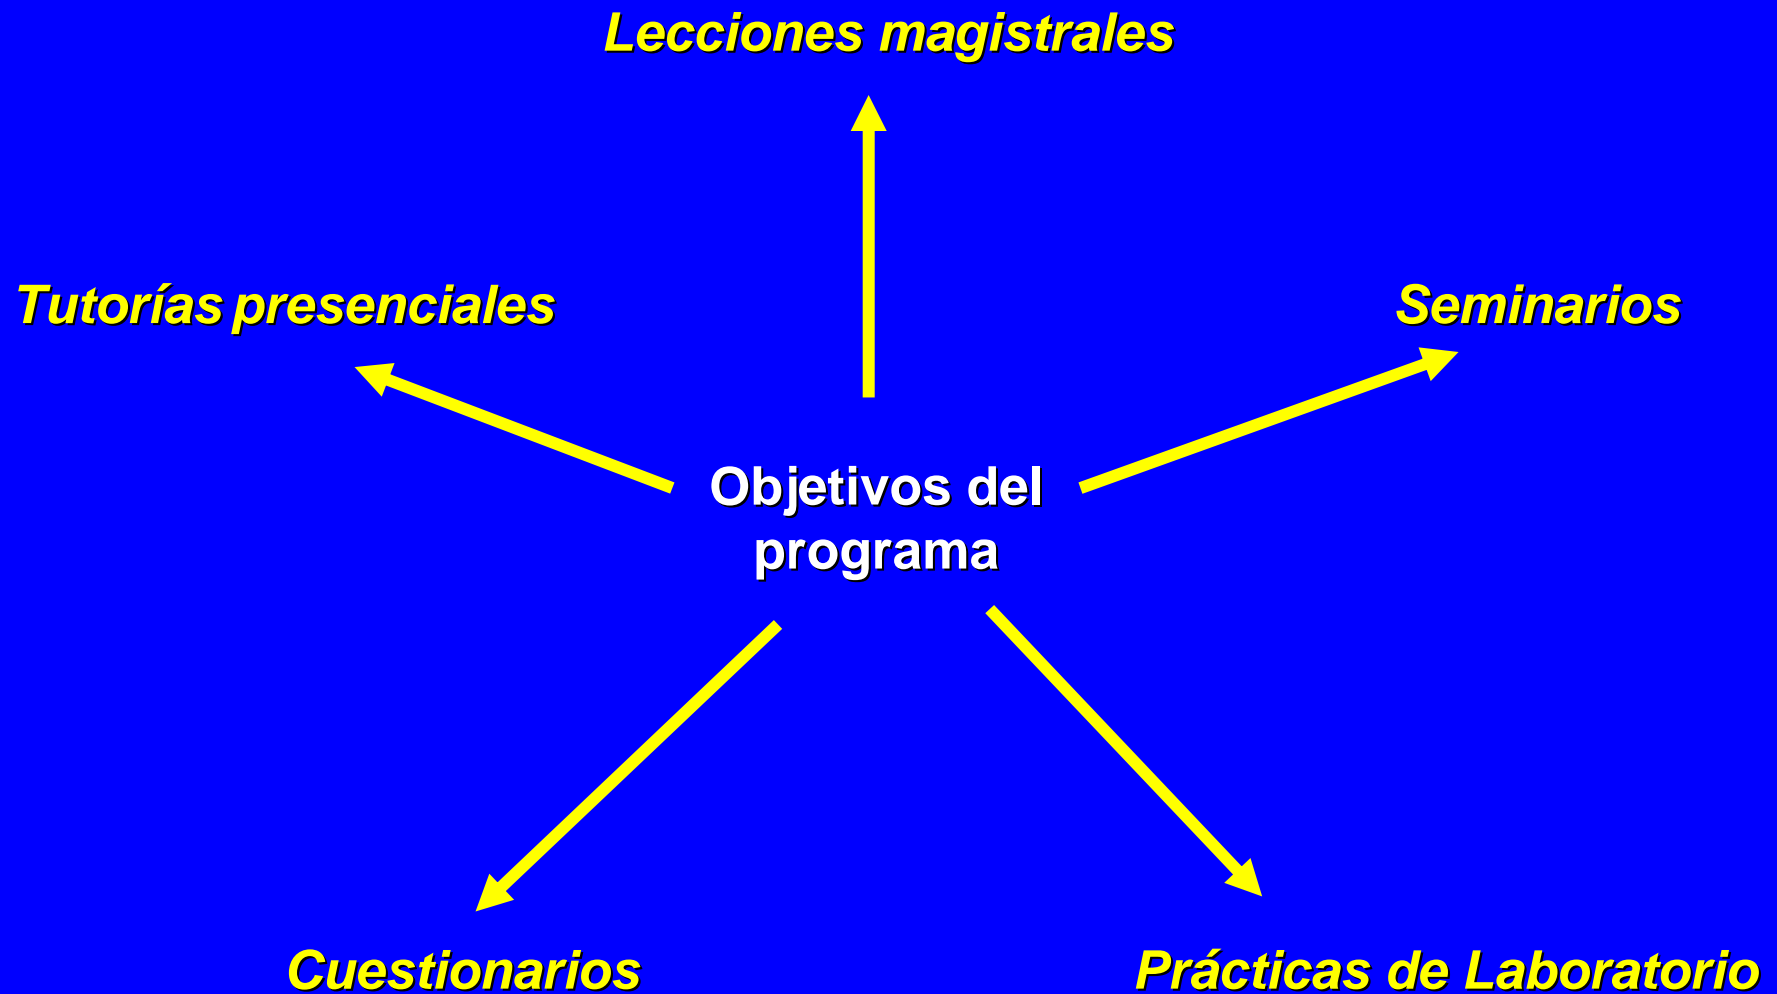 Lecciones magistrales
Tutorías presenciales
Seminarios
Objetivos del
programa
Cuestionarios
Prácticas de Laboratorio